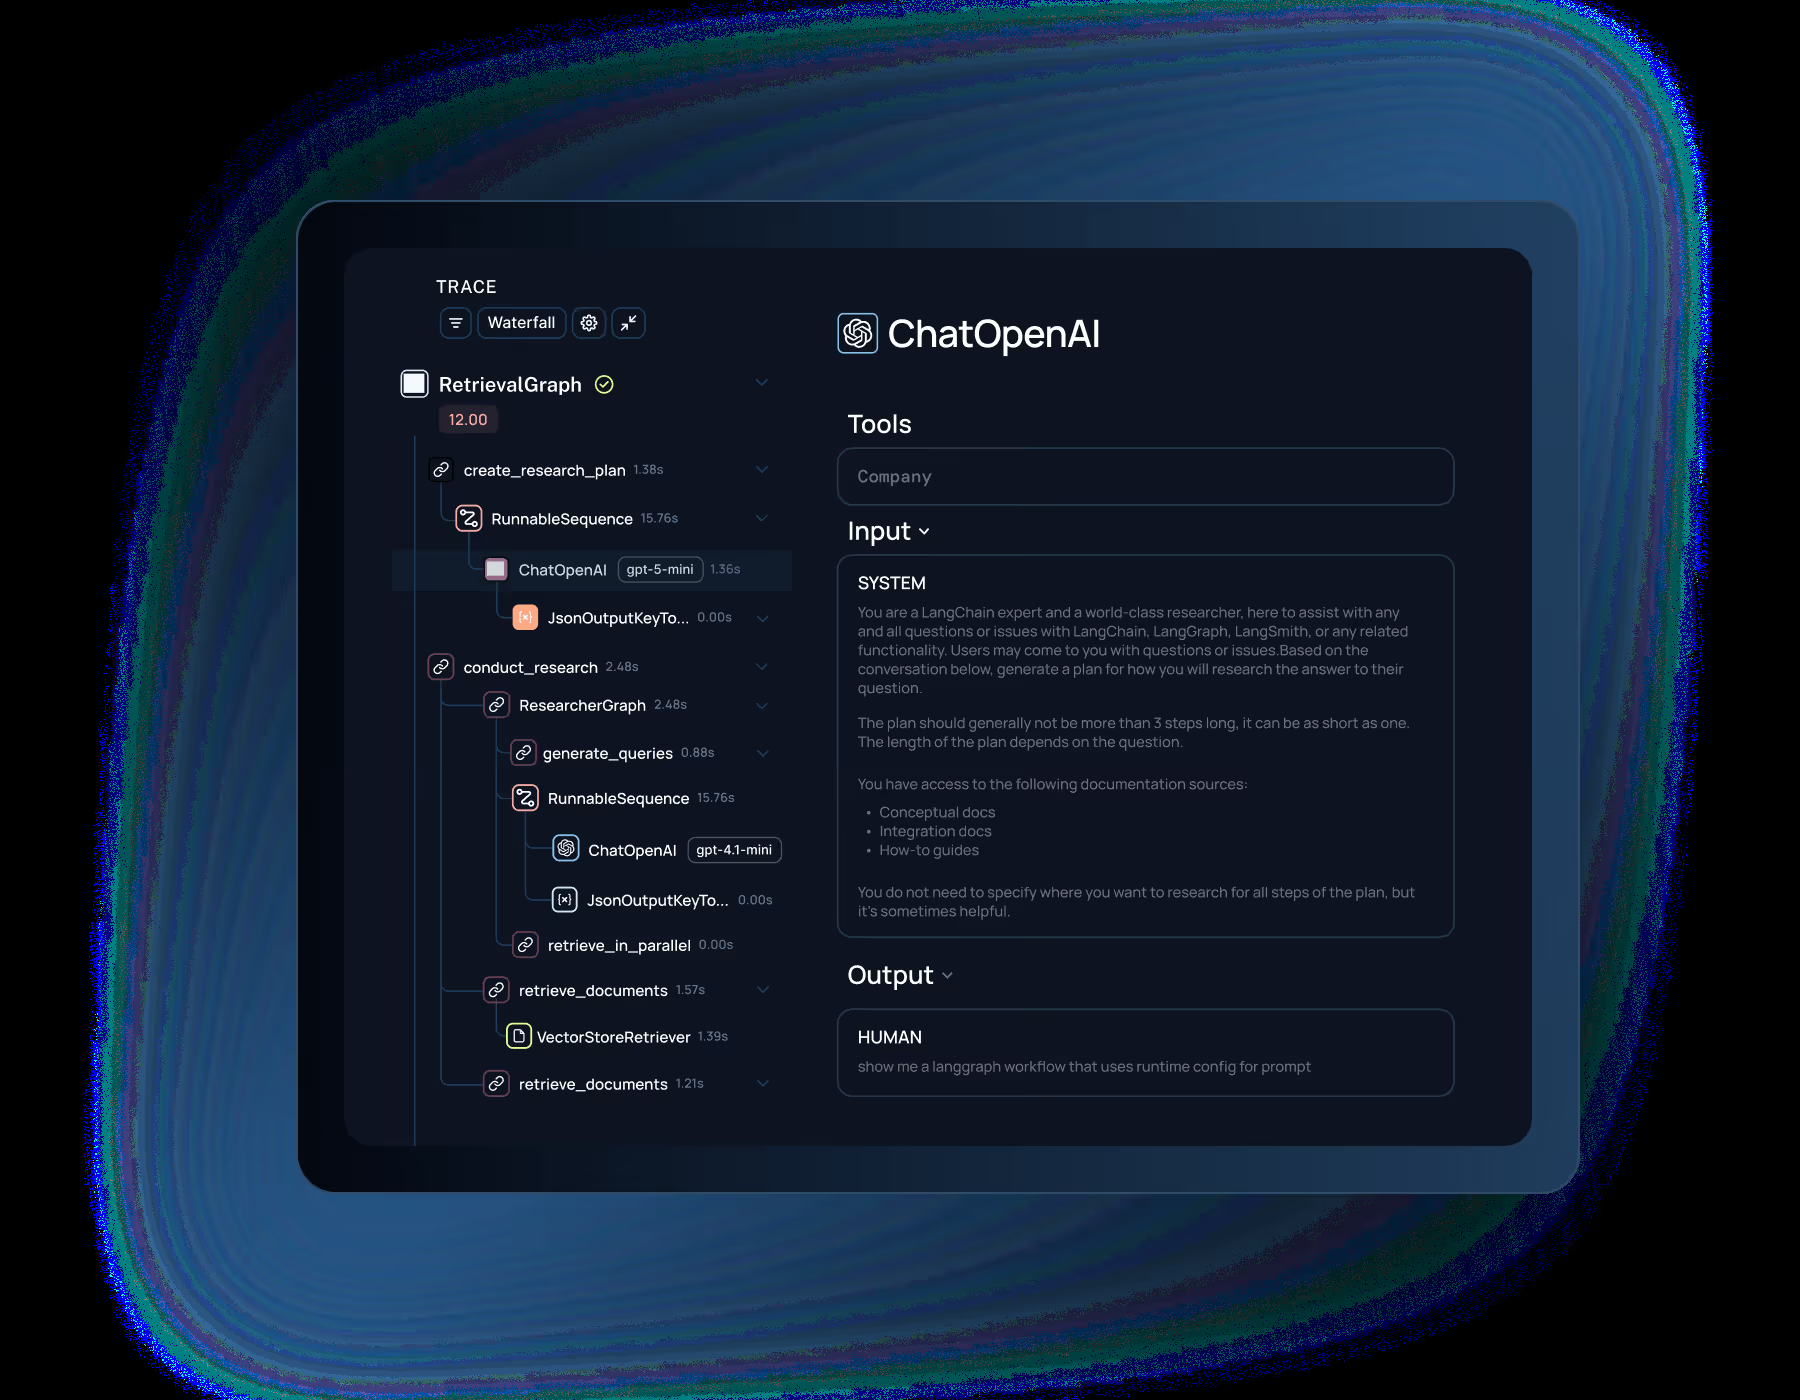 TRACE
Waterfall
RetrievalGraph
12.00
create_research_plan 1.38s
RunnableSequence 15.76s
ChatOpenAI gpt-5-mini 1.36s
JsonOutputKeyTo... 0.00s
conduct_research 2.48s
ResearcherGraph 2.48s
generate_queries 0.88s
RunnableSequence 15.76s
ChatOpenAI gpt-4.1-mini
JsonOutputKeyTo... 0.00s
retrieve_in_parallel 0.00s
retrieve_documents 1.57s
VectorStoreRetriever 1.39s
retrieve_documents 1.21s
ChatOpenAI
Tools
Company
Input
SYSTEM
You are a LangChain expert and a world-class researcher, here to assist with any
and all questions or issues with LangChain, LangGraph, LangSmith, or any related
functionality. Users may come to you with questions or issues.Based on the
conversation below, generate a plan for how you will research the answer to their
question.
The plan should generally not be more than 3 steps long, it can be as short as one.
The length of the plan depends on the question.
You have access to the following documentation sources:
• Conceptual docs
• Integration docs
• How-to guides
You do not need to specify where you want to research for all steps of the plan, but
it's sometimes helpful.
Output
HUMAN
show me a langgraph workflow that uses runtime config for prompt